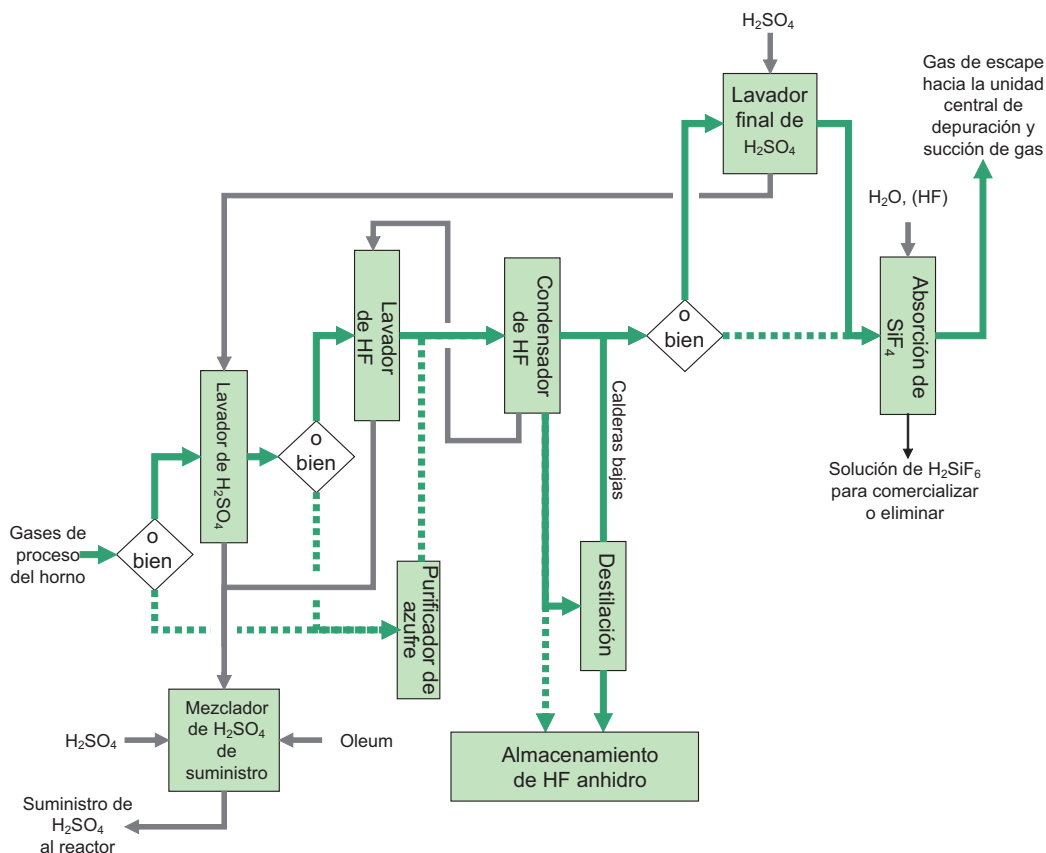 H₂SO₄
Gas de escape
hacia la unidad
central de
depuración y
succión de gas
Lavador
final de
H₂SO₄
H₂O, (HF)
Lavador
de HF
Condensador
de HF
o
bien
Absorción de
SiF₄
Lavador de H₂SO₄
o
bien
Calderas bajas
Solución de H₂SiF₆
para comercializar
o eliminar
Gases de
proceso
del horno
o
bien
Purificador de
azufre
Destilación
Mezclador
de H₂SO₄
de
suministro
H₂SO₄
Oleum
Almacenamiento
de HF anhidro
Suministro de
H₂SO₄
al reactor